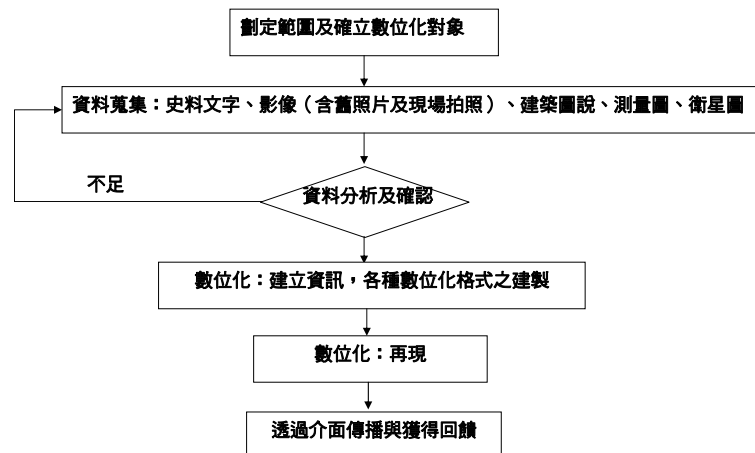 劃定範圍及確立數位化對象
資料蒐集：史料文字、影像（含舊照片及現場拍照）、建築圖說、測量圖、衛星圖
不足
資料分析及確認
數位化：建立資訊，各種數位化格式之建製
數位化：再現
透過介面傳播與獲得回饋